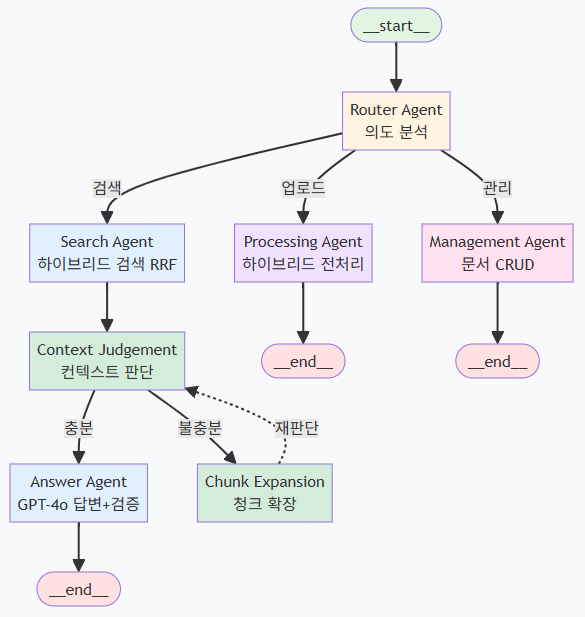 __start__
Router Agent
의도 분석
검색
업로드
관리
Search Agent
하이브리드 검색 RRF
Processing Agent
하이브리드 전처리
Management Agent
문서 CRUD
Context Judgement
컨텍스트 판단
__end__
__end__
충분
불충분
재판단
Answer Agent
GPT-4o 답변+검증
Chunk Expansion
청크 확장
__end__